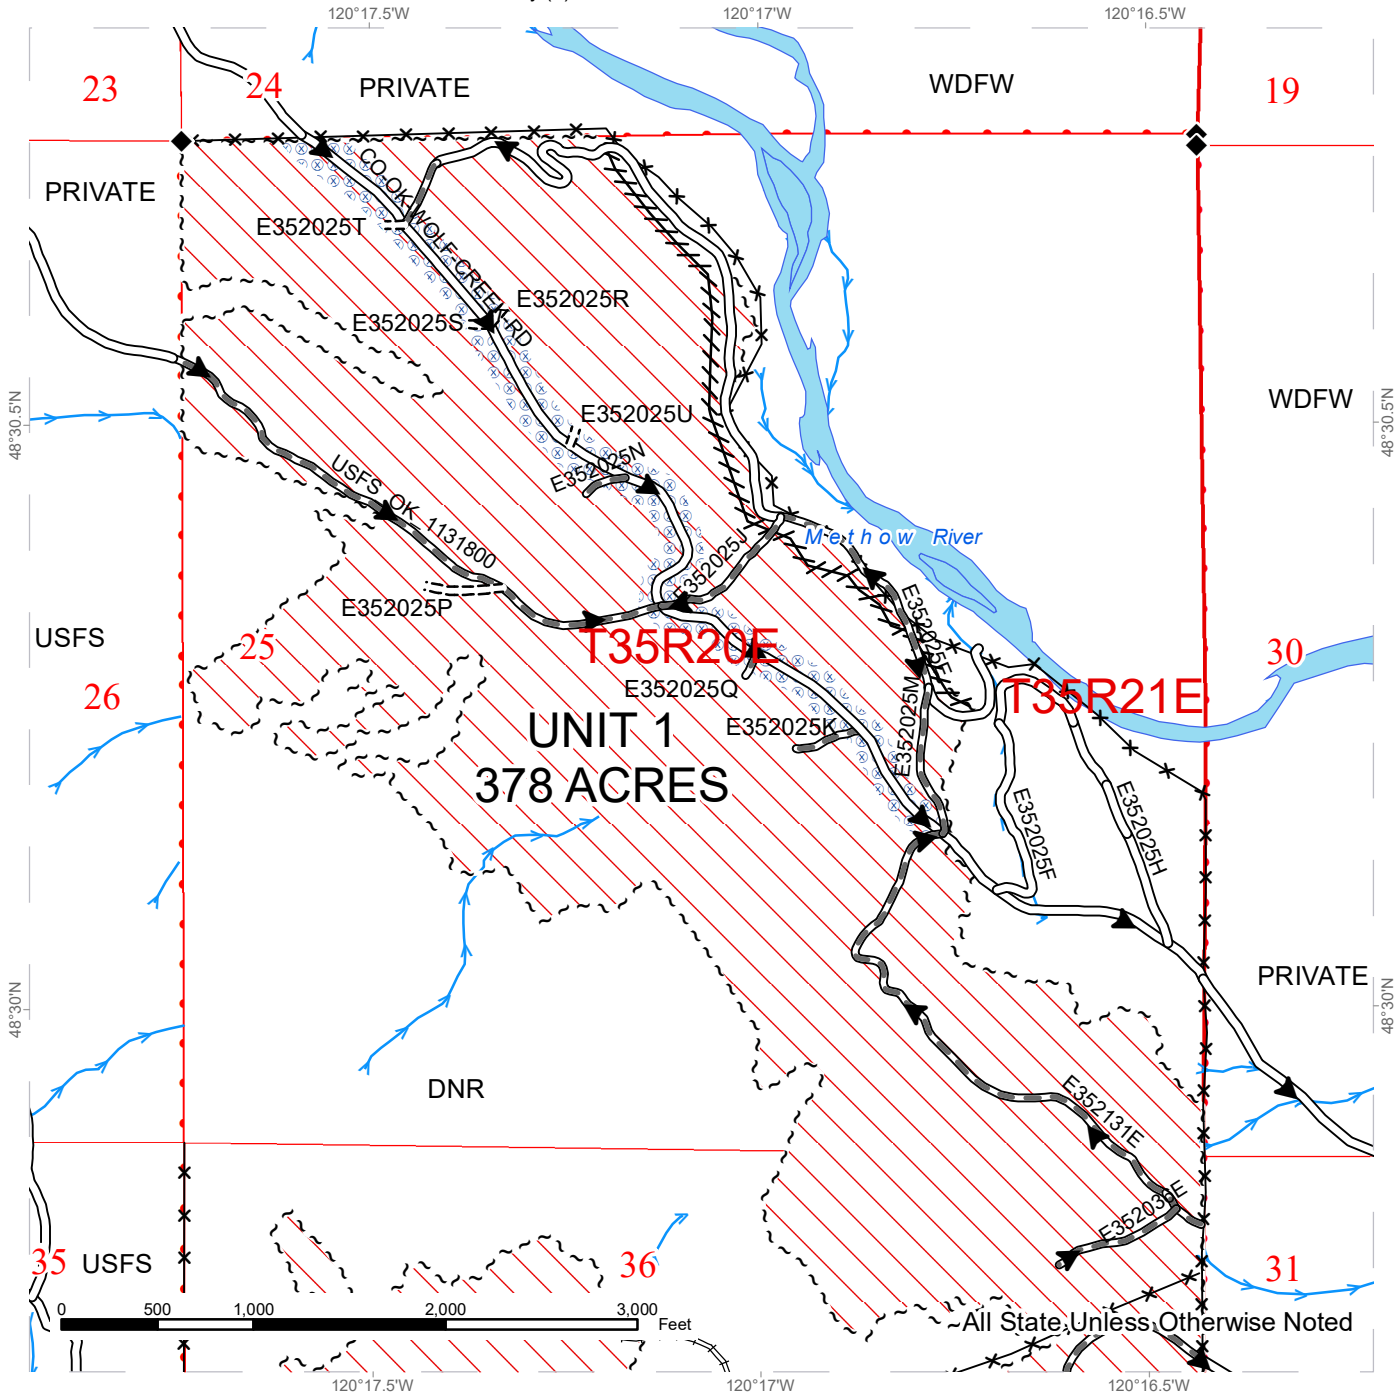 120°17.5'W
120°17'W
120°16.5'W
23
24
PRIVATE
WDFW
19
PRIVATE
CO-OK-WOLF-CREEK-RD
E352025T
E352025R
E352025S
48°30.5'N
WDFW
48°30.5'N
E352025U
E352025N
USFS OK 1131800
Methow River
E352025J
E352025P
E352025F
USFS
25
T35R20E
30
26
E352025Q
T35R21E
E352025M
UNIT 1
E352025K
378 ACRES
E352025F
E352025H
PRIVATE
48°30'N
48°30'N
DNR
E352131E
E352036E
35
USFS
36
31
0
500
1,000
2,000
3,000
Feet
All State Unless Otherwise Noted
120°17.5'W
120°17'W
120°16.5'W